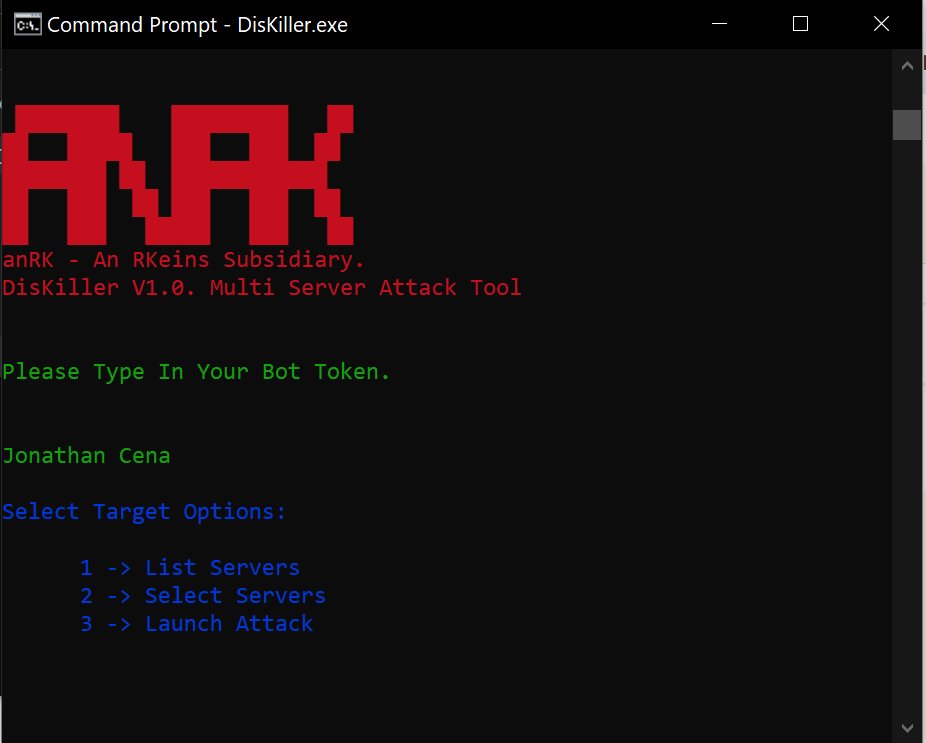 Command Prompt - DisKiller.exe
ANRK
anRK - An RKeins Subsidiary.
DisKiller V1.0. Multi Server Attack Tool
Please Type In Your Bot Token.
Jonathan Cena
Select Target Options:
1 -> List Servers
2 -> Select Servers
3 -> Launch Attack